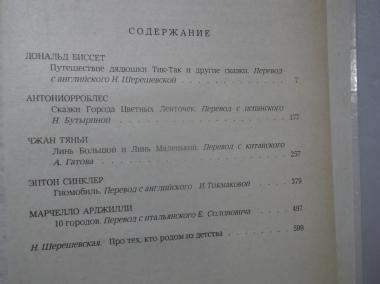 СОДЕРЖАНИЕ
ДОНАЛЬД БИССЕТ
Путешествие дядюшки Тик-Так и другие сказки. Перевод
с английского Н. Шерешевской 7
АНТОНИОРРОБЛЕС
Сказки Города Цветных Ленточек. Перевод с испанского
Н. Бутыриной 177
ЧЖАН ТЯНЬИ
Линь Большой и Линь Маленький. Перевод с китайского
А. Гатова 257
ЭПТОН СИНКЛЕР
Гномобиль. Перевод с английского И. Токмаковой 379
МАРЧЕЛЛО АРДЖИЛЛИ
10 городов. Перевод с итальянского Е. Солоновича 497
Н. Шерешевская. Про тех, кто родом из детства 599